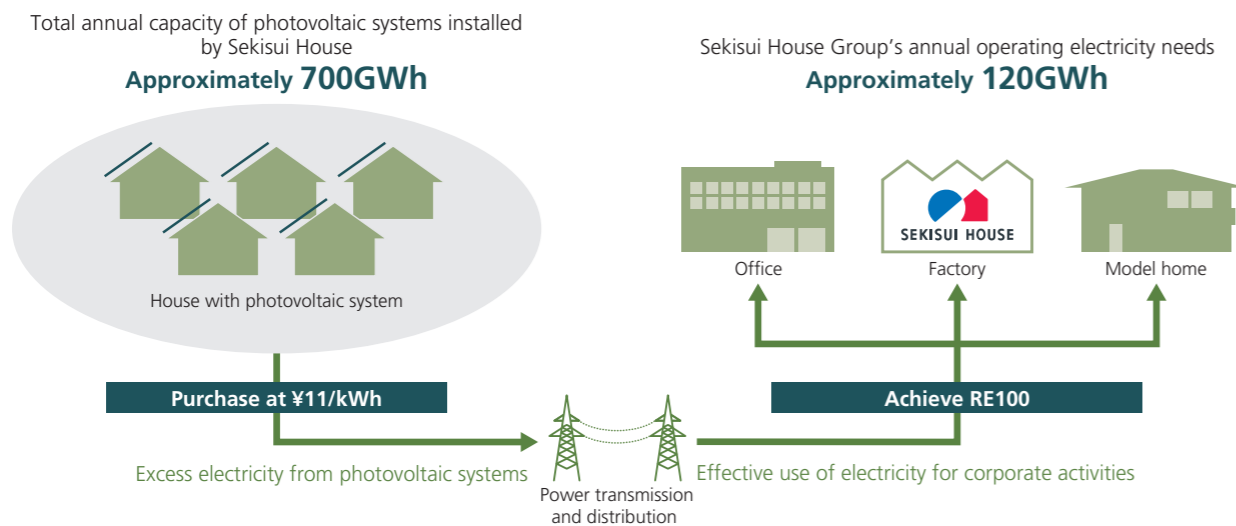 Total annual capacity of photovoltaic systems installed
by Sekisui House
Approximately 700GWh
House with photovoltaic system
Purchase at ¥11/kWh
Excess electricity from photovoltaic systems
Power transmission
and distribution
Sekisui House Group’s annual operating electricity needs
Approximately 120GWh
SEKISUI HOUSE
Office
Factory
Model home
Achieve RE100
Effective use of electricity for corporate activities